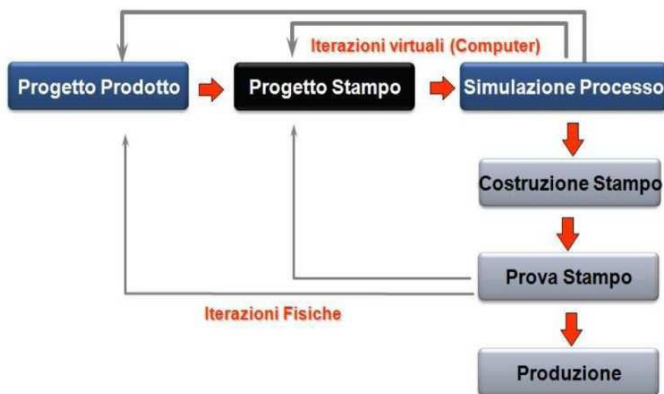 Iterazioni virtuali (Computer)
Progetto Prodotto
Progetto Stampo
Simulazione Processo
Costruzione Stampo
Prova Stampo
Iterazioni Fisiche
Produzione